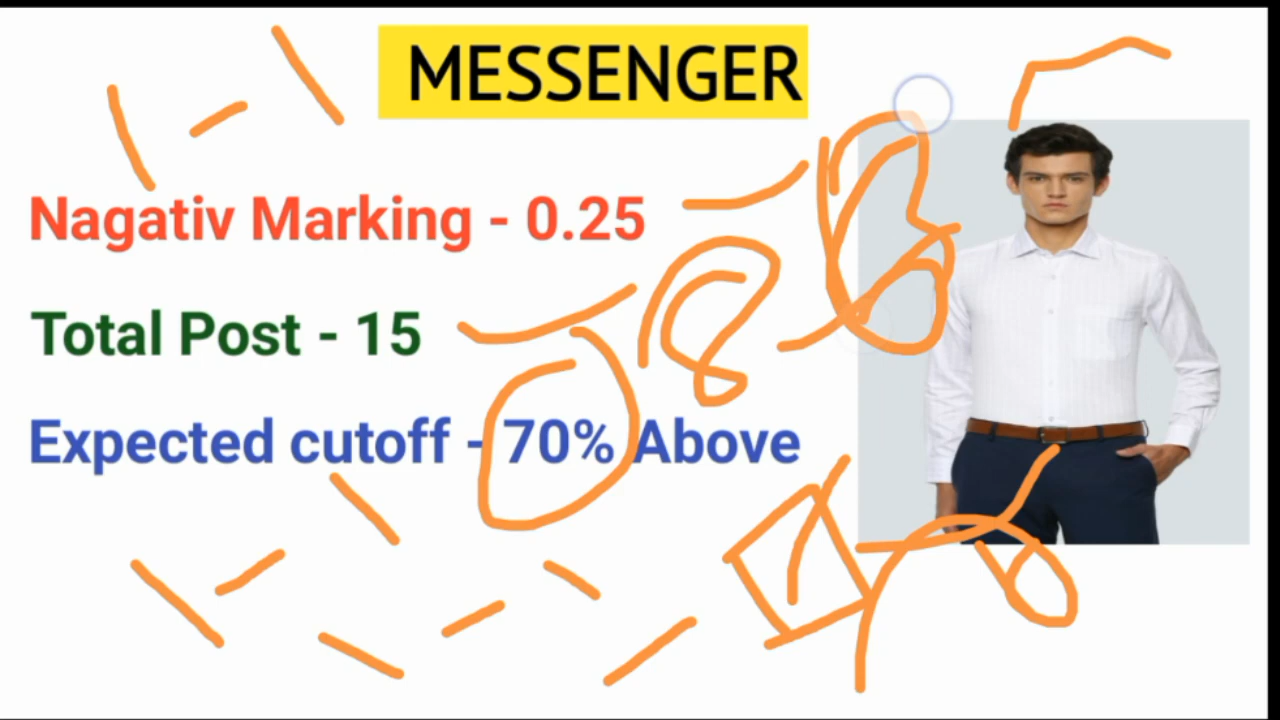 MESSENGER
Nagativ Marking - 0.25
Total Post - 15
Expected cutoff - 70% Above